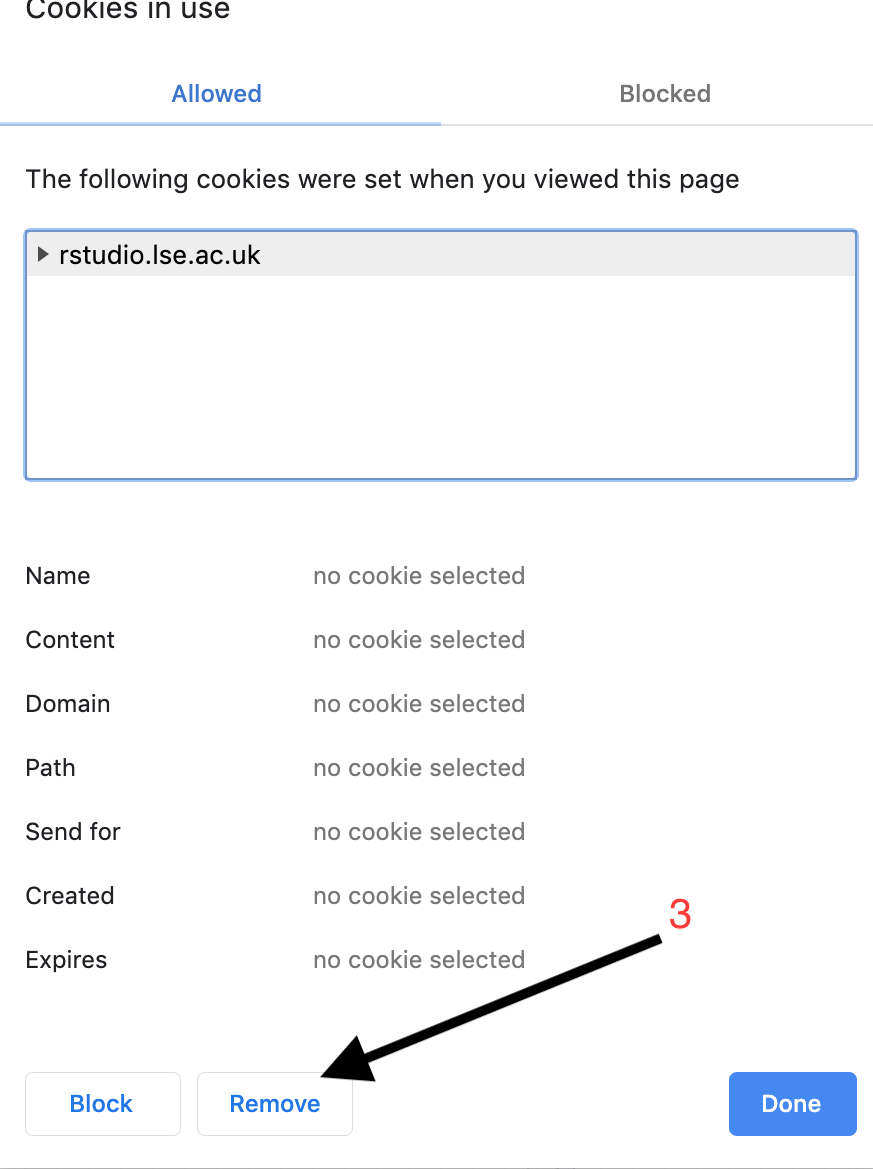 Cookies in use
Allowed Blocked
The following cookies were set when you viewed this page
rstudio.lse.ac.uk
Name no cookie selected
Content no cookie selected
Domain no cookie selected
Path no cookie selected
Send for no cookie selected
Created no cookie selected
3
Expires no cookie selected
Block Remove Done